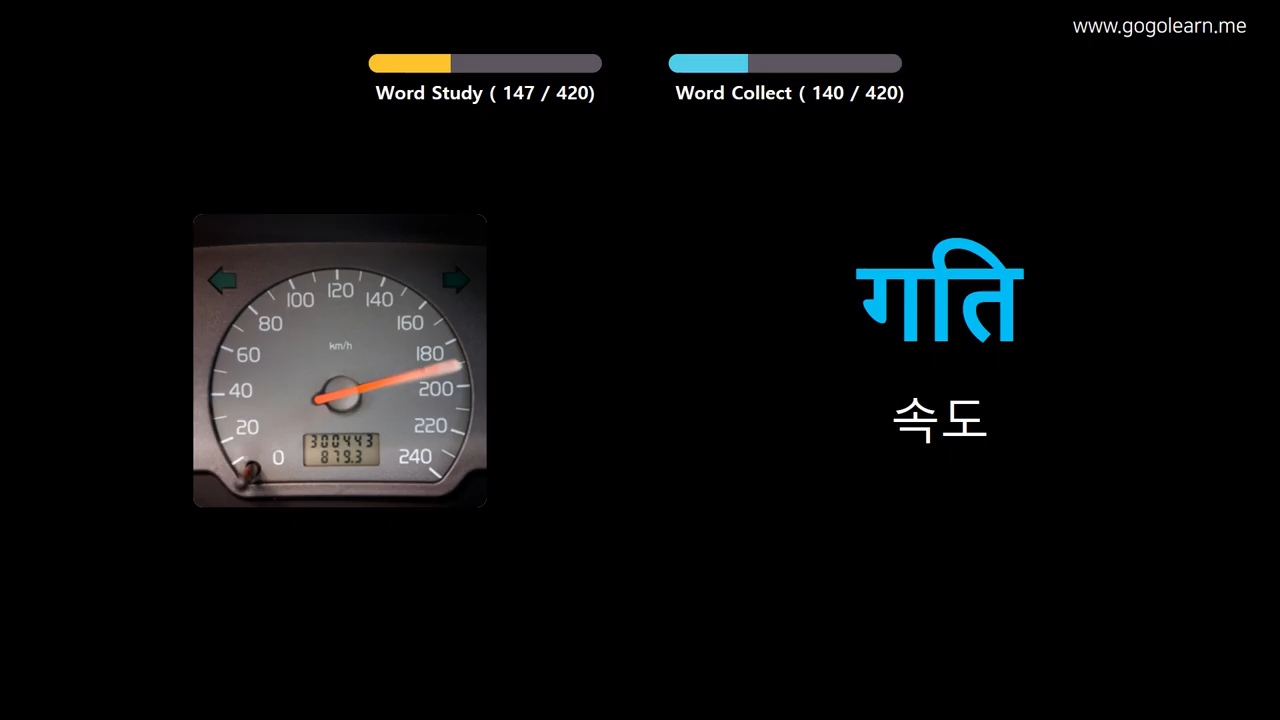 www.gogolearn.me
Word Study ( 147 / 420)
Word Collect ( 140 / 420)
गति
속도
120
100
140
80
160
km/h
60
180
40
200
20
220
300443
0
879.3
240